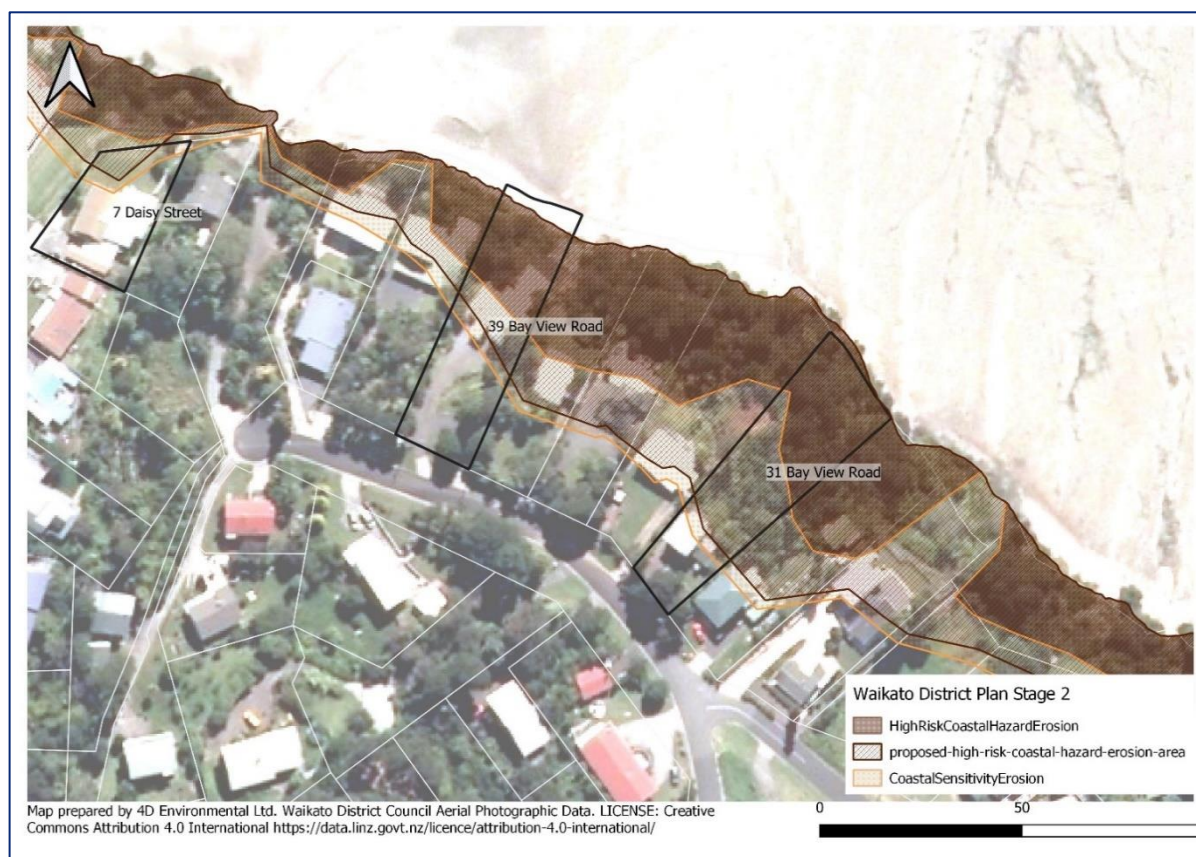 7 Daisy Street
39 Bay View Road
31 Bay View Road
Waikato District Plan Stage 2
HighRiskCoastalHazardErosion
proposed-high-risk-coastal-hazard-erosion-area
CoastalSensitivityErosion
Map prepared by 4D Environmental Ltd. Waikato District Council Aerial Photographic Data. LICENSE: Creative
Commons Attribution 4.0 International https://data.linz.govt.nz/licence/attribution-4.0-international/
0 50